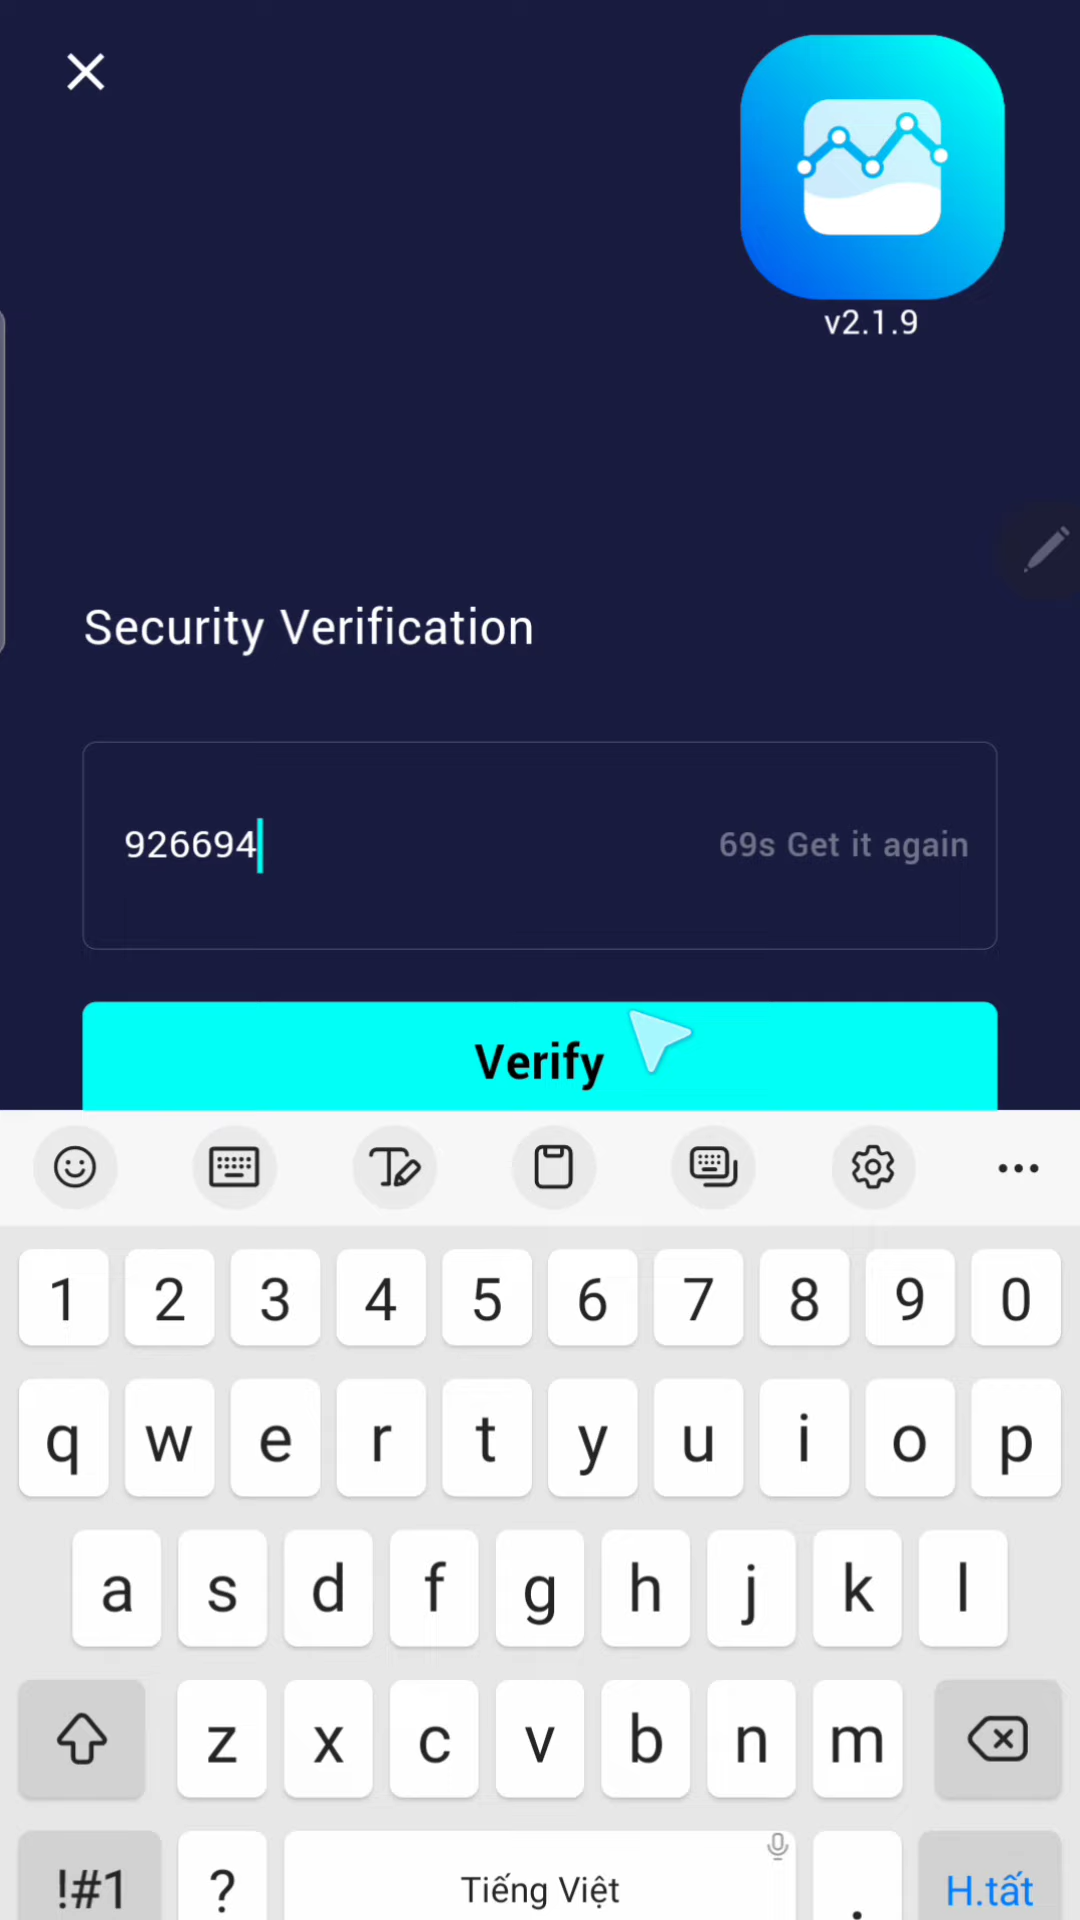 v2.1.9
Security Verification
926694 69s Get it again
Verify
1 2 3 4 5 6 7 8 9 0
q w e r t y u i o p
a s d f g h j k l
z x c v b n m
!#1 ? Tiếng Việt . H.tất